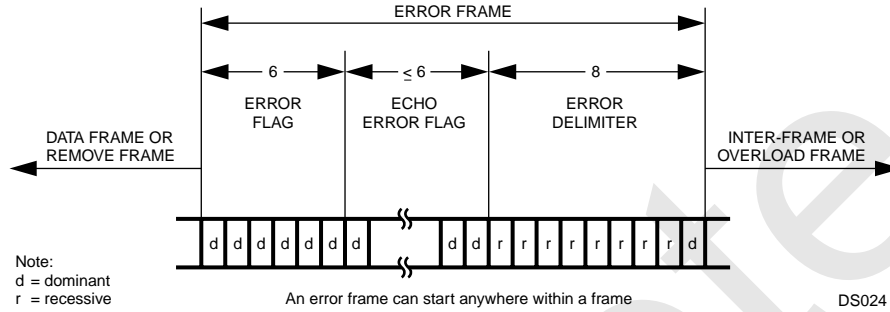 ERROR FRAME
6
≤ 6
8
ERROR
FLAG
ECHO
ERROR FLAG
ERROR
DELIMITER
DATA FRAME OR
REMOVE FRAME
INTER-FRAME OR
OVERLOAD FRAME
d d d d d d d d d r r r r r r r d
Note:
d = dominant
r = recessive
An error frame can start anywhere within a frame
DS024